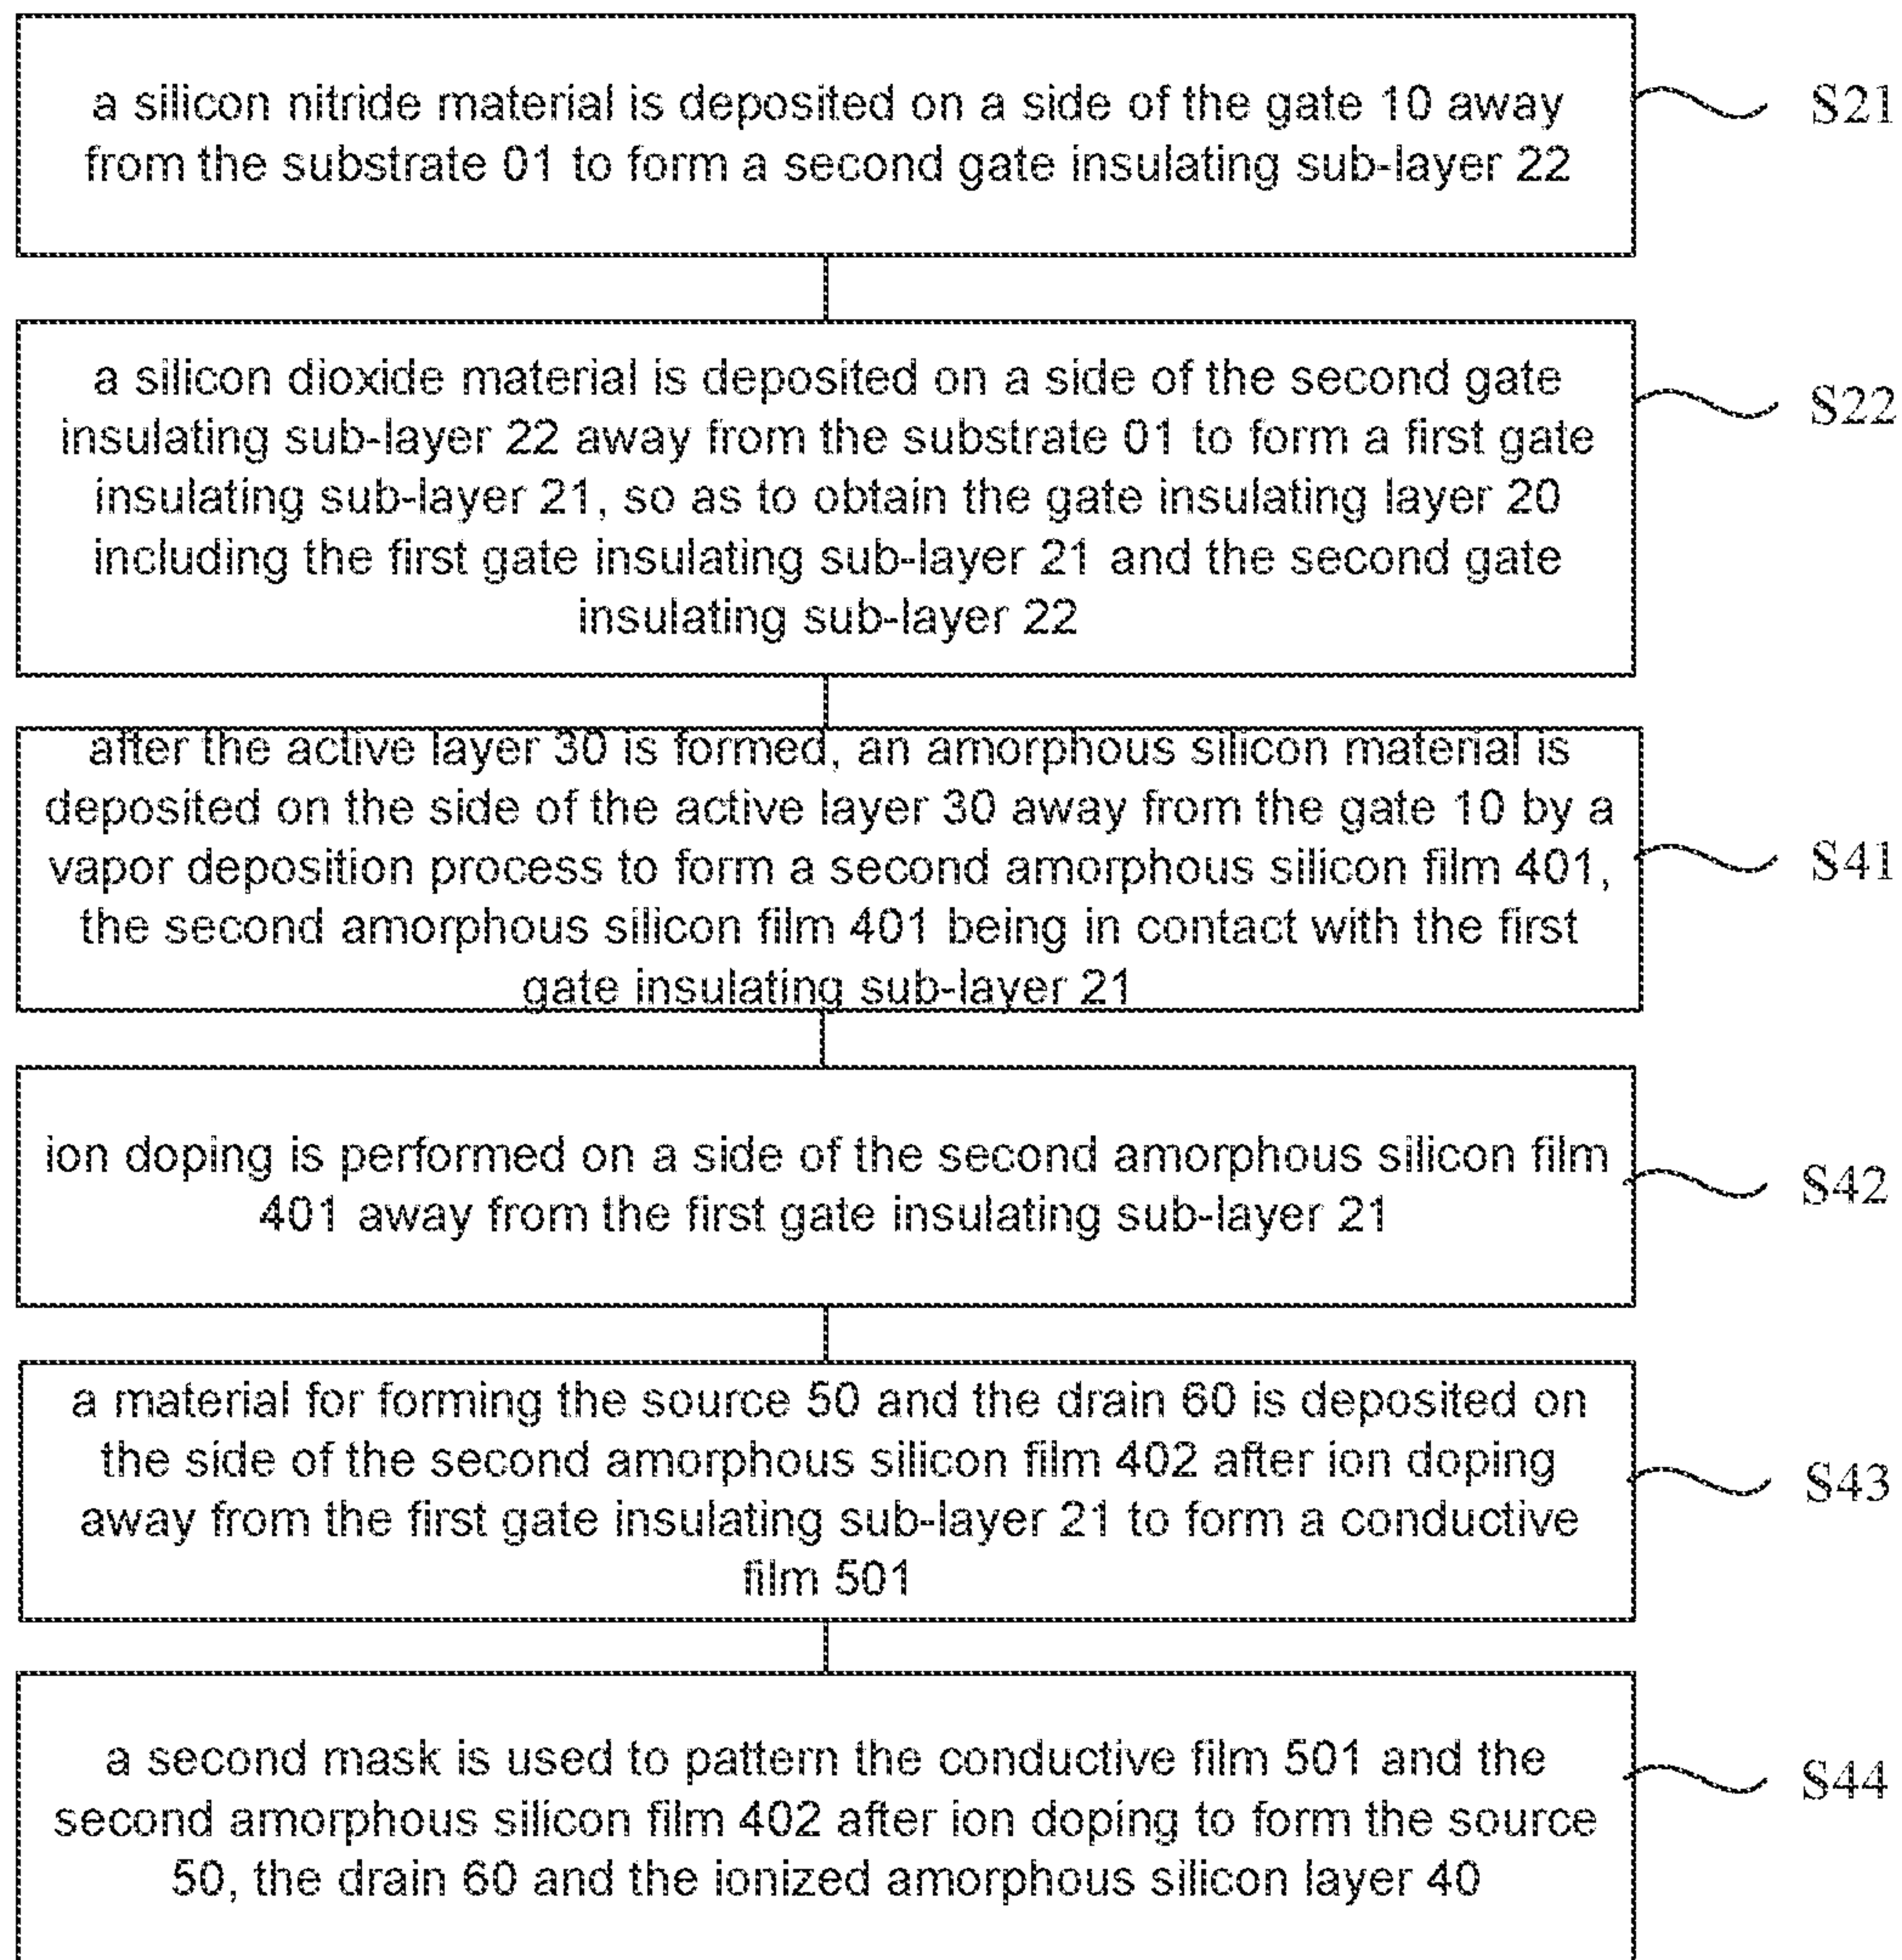 a silicon nitride material is deposited on a side of the gate 10 away
from the substrate 01 to form a second gate insulating sub-layer 22
S21
a silicon dioxide material is deposited on a side of the second gate
insulating sub-layer 22 away from the substrate 01 to form a first gate
insulating sub-layer 21, so as to obtain the gate insulating layer 20
including the first gate insulating sub-layer 21 and the second gate
insulating sub-layer 22
S22
after the active layer 30 is formed, an amorphous silicon material is
deposited on the side of the active layer 30 away from the gate 10 by a
vapor deposition process to form a second amorphous silicon film 401,
the second amorphous silicon film 401 being in contact with the first
gate insulating sub-layer 21
S41
ion doping is performed on a side of the second amorphous silicon film
401 away from the first gate insulating sub-layer 21
S42
a material for forming the source 50 and the drain 60 is deposited on
the side of the second amorphous silicon film 402 after ion doping
away from the first gate insulating sub-layer 21 to form a conductive
film 501
S43
a second mask is used to pattern the conductive film 501 and the
second amorphous silicon film 402 after ion doping to form the source
50, the drain 60 and the ionized amorphous silicon layer 40
S44